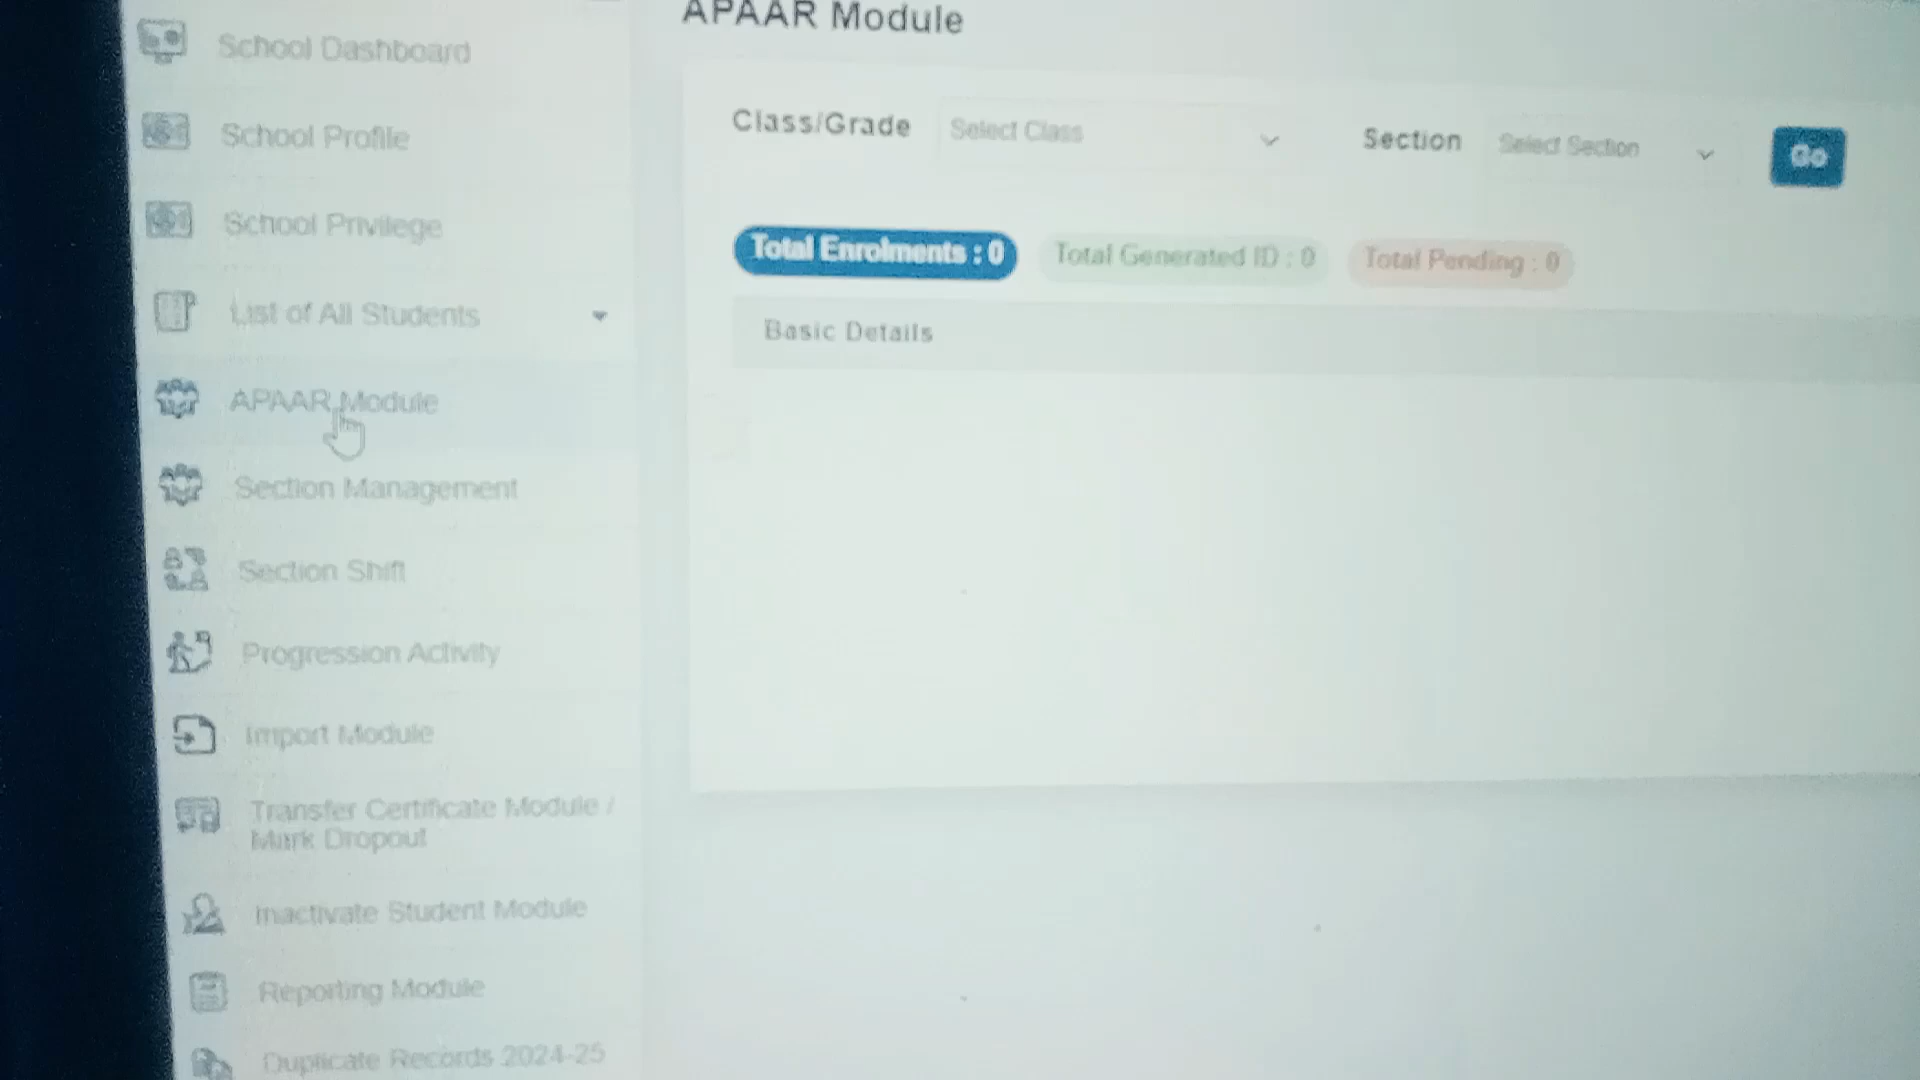 APAAR Module
School Dashboard
School Profile
School Privilege
List of All Students
APAAR Module
Section Management
Section Shift
Progression Activity
Import Module
Transfer Certificate Module /
Mark Dropout
Inactivate Student Module
Reporting Module
Duplicate Records 2024-25
Class/Grade Select Class Section Select Section Go
Total Enrolments : 0 Total Generated ID : 0 Total Pending : 0
Basic Details